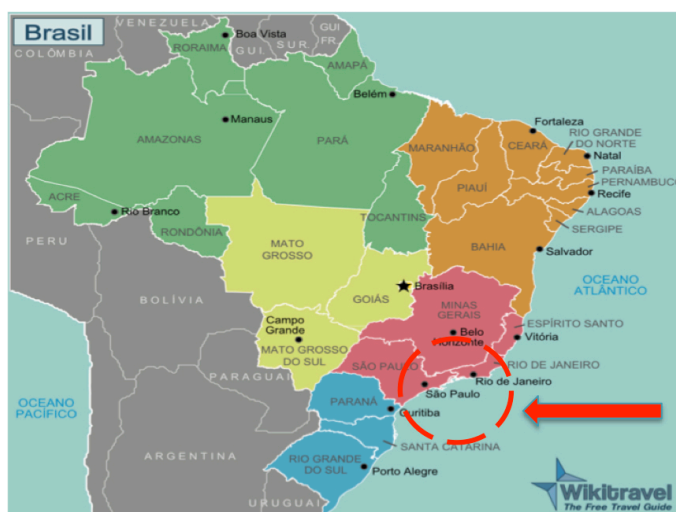 Brasil
VENEZUELA
COLÔMBIA
GUI
SUR
GUI
FR
Boa Vista
RORAIMA
AMAPÁ
Belém
Manaus
AMAZONAS
PARÁ
Fortaleza
MARANHÃO
CEARÁ
RIO GRANDE
DO NORTE
Natal
PARAÍBA
PERNAMBUCO
PIAUÍ
Recife
ACRE
Rio Branco
ALAGOAS
TOCANTINS
SERGIPE
RONDÔNIA
PERU
MATO
GROSSO
BAHIA
Salvador
OCEANO
ATLÂNTICO
Brasília
GOIÁS
BOLÍVIA
MINAS
GERAIS
Campo
Grande
ESPÍRITO SANTO
Belo
Horizonte
Vitória
MATO GROSSO
DO SUL
SÃO PAULO
RIO DE JANEIRO
PARAGUAI
Rio de Janeiro
São Paulo
OCEANO
PACÍFICO
PARANÁ
Curitiba
SANTA CATARINA
ARGENTINA
RIO GRANDE
DO SUL
Porto Alegre
URUGUAI
Wikitravel
The Free Travel Guide